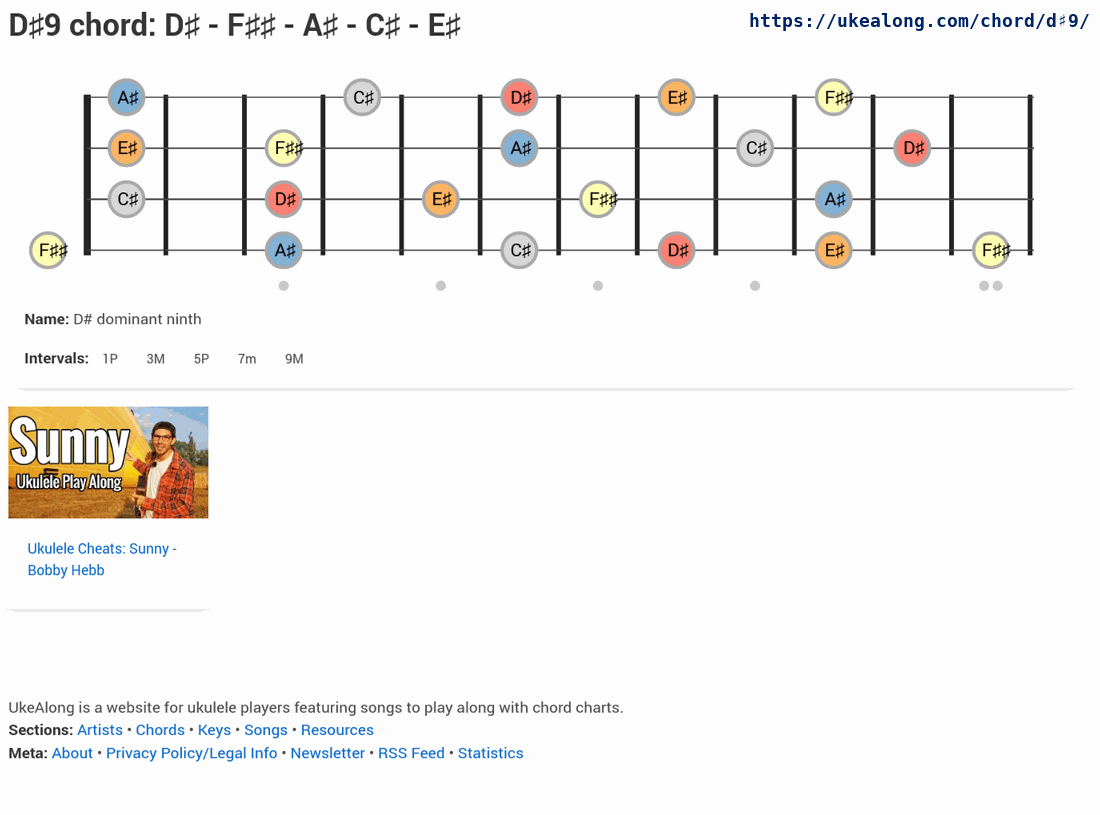 D♯9 chord: D♯ - F♯♯ - A♯ - C♯ - E♯
https://ukealong.com/chord/d♯9/
A♯ C♯ D♯ E♯ F♯♯
E♯ F♯♯ A♯ C♯ D♯
C♯ D♯ E♯ F♯♯ A♯
F♯♯ A♯ C♯ D♯ E♯ F♯♯
Name: D# dominant ninth
Intervals: 1P 3M 5P 7m 9M
Sunny
Ukulele Play Along
Ukulele Cheats: Sunny -
Bobby Hebb
UkeAlong is a website for ukulele players featuring songs to play along with chord charts.
Sections: Artists • Chords • Keys • Songs • Resources
Meta: About • Privacy Policy/Legal Info • Newsletter • RSS Feed • Statistics